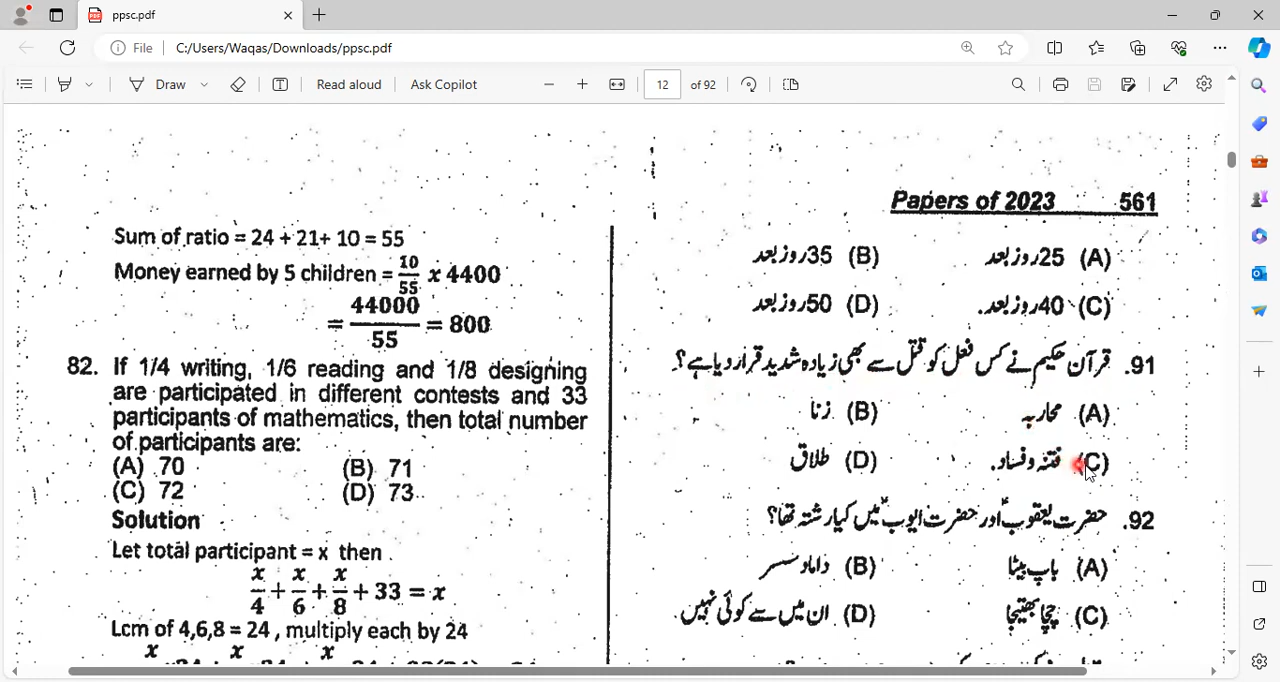 ppsc.pdf
File C:/Users/Waqas/Downloads/ppsc.pdf
Draw Read aloud Ask Copilot 12 of 92
Sum of ratio = 24 + 21+ 10 = 55
Money earned by 5 children = 10/55 x 4400
= 44000/55 = 800
82. If 1/4 writing, 1/6 reading and 1/8 designing
are participated in different contests and 33
participants of mathematics, then total number
of participants are:
(A) 70 (B) 71
(C) 72 (D) 73
Solution
Let total participant = x then
x/4 + x/6 + x/8 + 33 = x
Lcm of 4,6,8 = 24 , multiply each by 24
Papers of 2023 561
(A) 25روز بعد (B) 35روز بعد
(C) 40روز بعد. (D) 50روز بعد
91. قرآن حکیم نے کس فعل کو قتل سے بھی زیادہ شدید قرار دیا ہے؟
(A) محاربہ (B) زنا
(C) فتنہ و فساد. (D) طلاق
92. حضرت یعقوبؑ اور حضرت ایوبؑ میں کیا رشتہ تھا؟
(A) باپ بیٹا (B) داماد سسر
(C) چچا بھتیجا (D) ان میں سے کوئی نہیں.